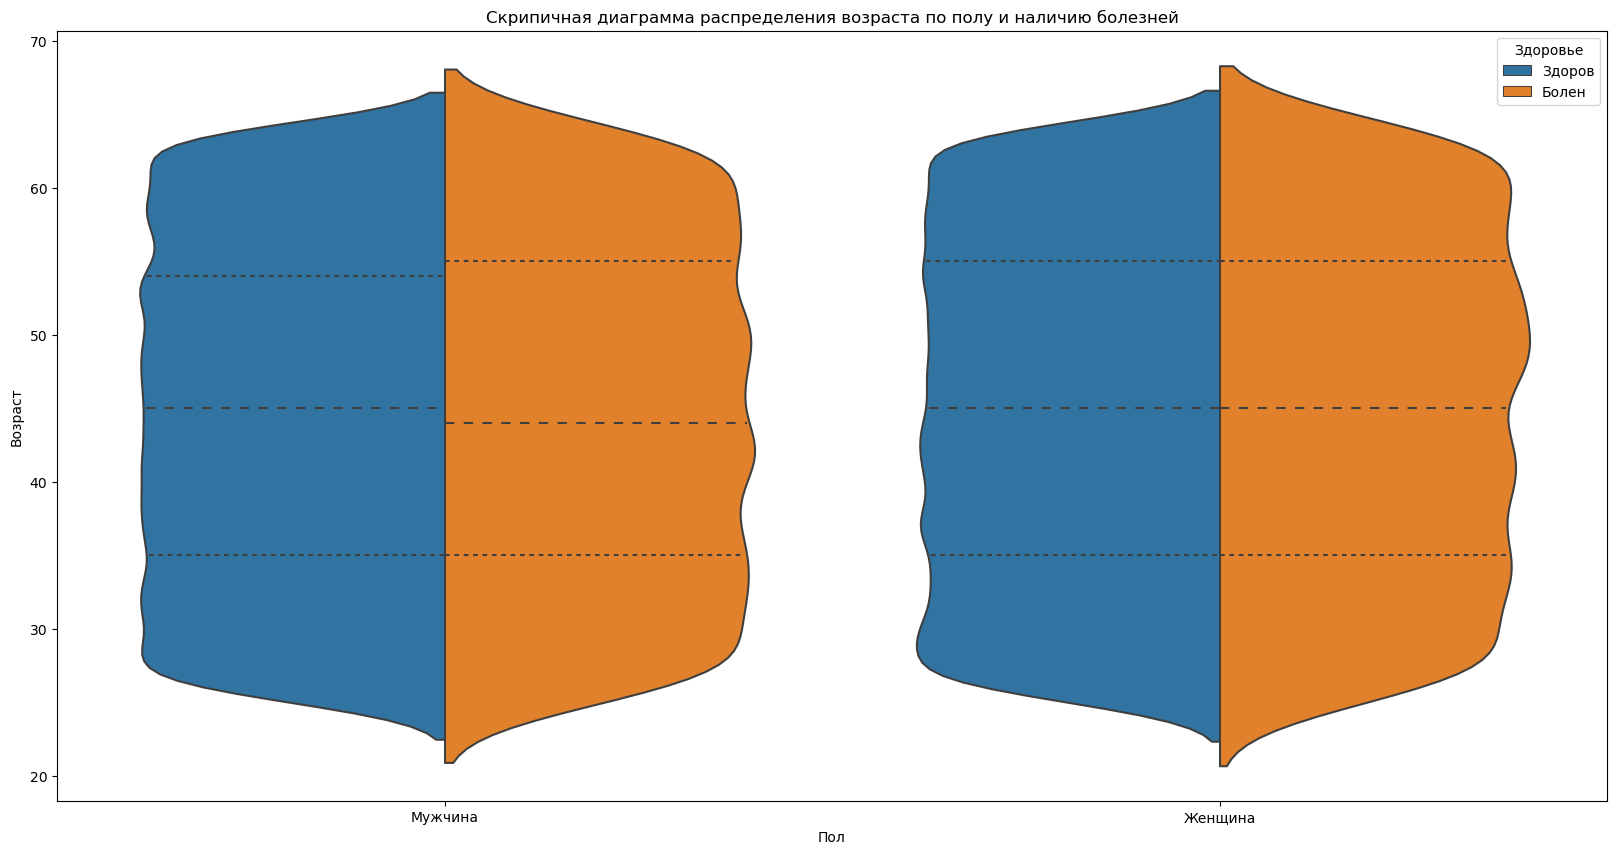 Скрипичная диаграмма распределения возраста по полу и наличию болезней
70
60
50
40
30
20
Возраст
Здоровье
Здоров
Болен
Мужчина
Женщина
Пол